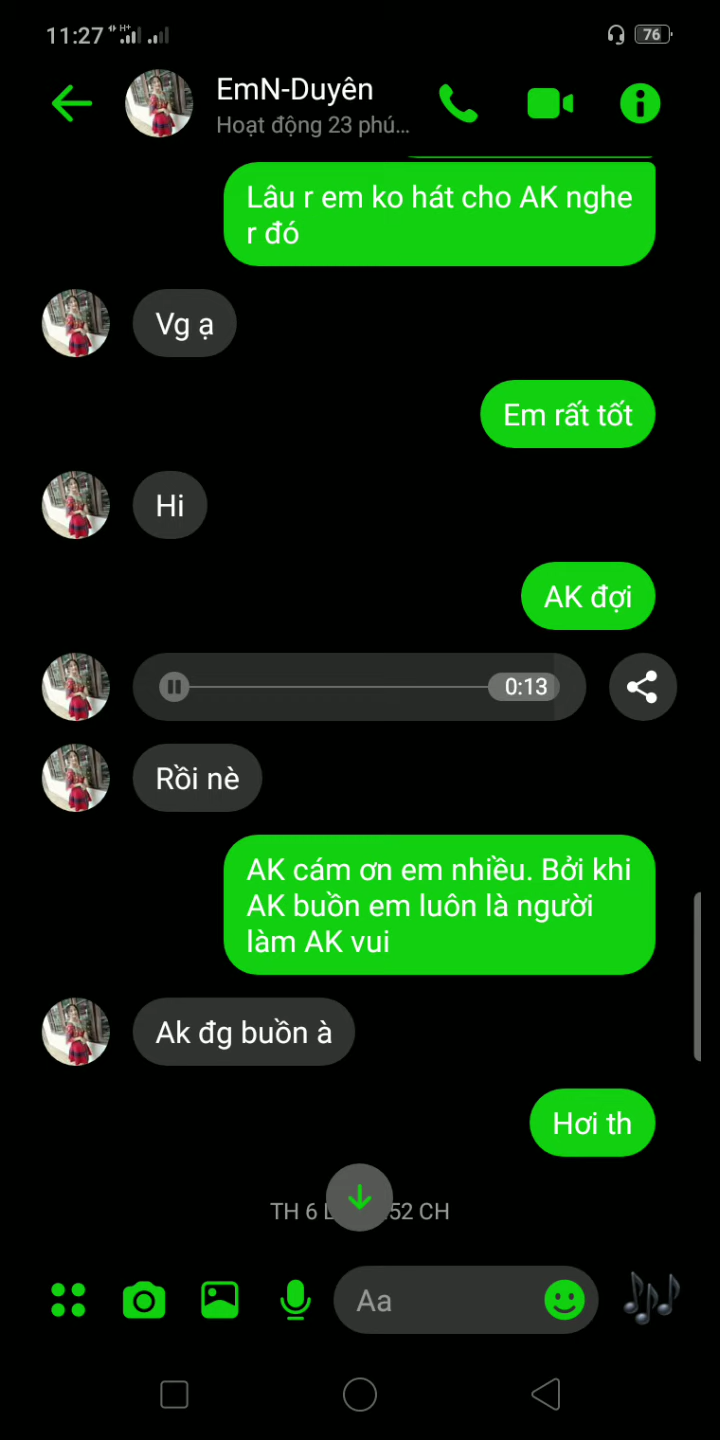 11:27
H+
76
EmN-Duyên
Hoạt động 23 phú...
Lâu r em ko hát cho AK nghe
r đó
Vg ạ
Em rất tốt
Hi
AK đợi
0:13
Rồi nè
AK cám ơn em nhiều. Bởi khi
AK buồn em luôn là người
làm AK vui
Ak đg buồn à
Hơi th
TH 6 52 CH
Aa